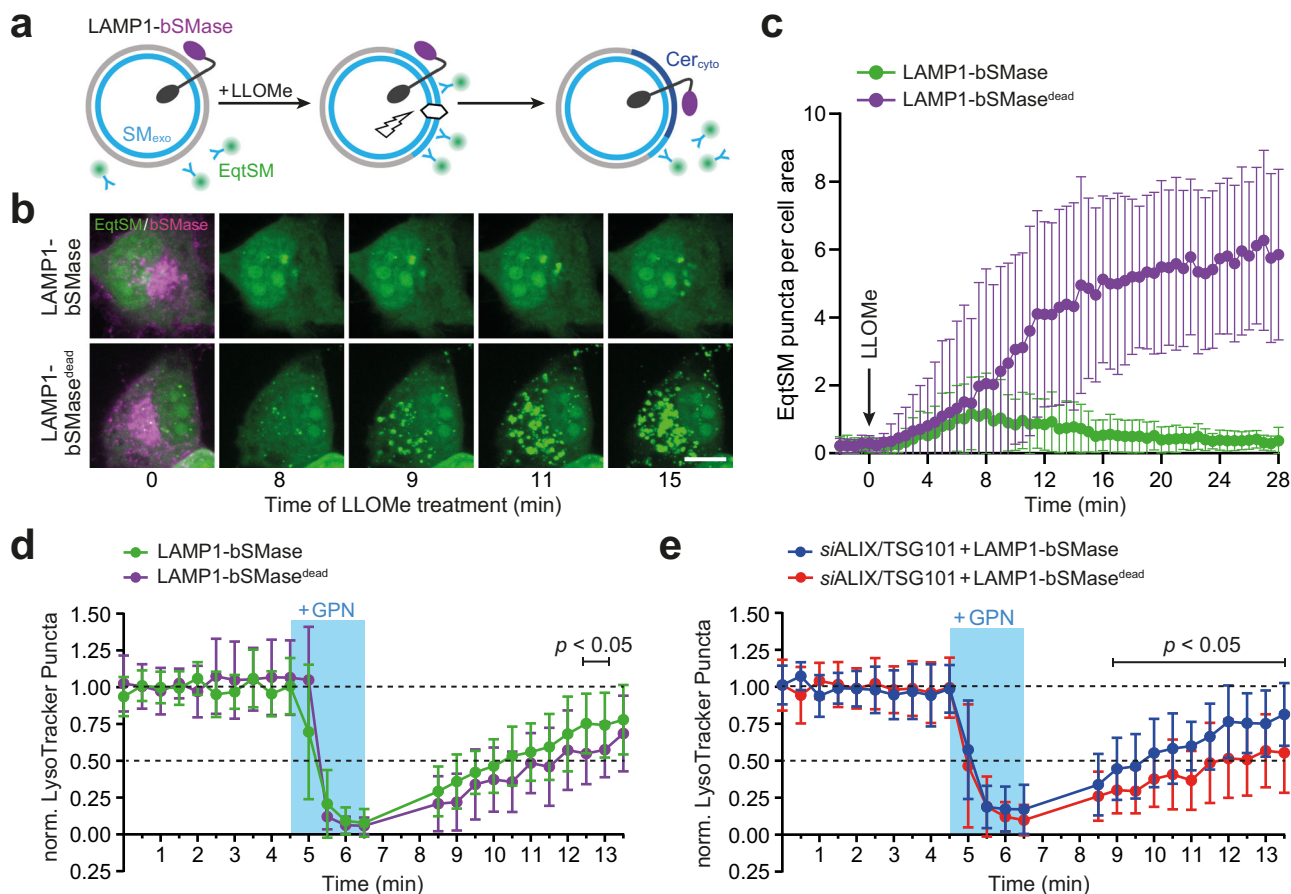 a
LAMP1-bSMase
+LLOMe
SMexo
EqtSM
Cercyto
b
LAMP1-
bSMase
LAMP1-
bSMasedead
EqtSM/bSMase
0 8 9 11 15
Time of LLOMe treatment (min)
c
LAMP1-bSMase
LAMP1-bSMasedead
EqtSM puncta per cell area
10
8
6
4
2
0
LLOMe
0 4 8 12 16 20 24 28
Time (min)
d
LAMP1-bSMase
LAMP1-bSMasedead
+GPN
p < 0.05
norm. LysoTracker Puncta
1.50
1.25
1.00
0.75
0.50
0.25
0.00
0.25
1 2 3 4 5 6 7 8 9 10 11 12 13
Time (min)
e
siALIX/TSG101+LAMP1-bSMase
siALIX/TSG101+LAMP1-bSMasedead
+ GPN
p < 0.05
norm. LysoTracker Puncta
1.50
1.25
1.00
0.75
0.50
0.25
0.00
0.25
1 2 3 4 5 6 7 8 9 10 11 12 13
Time (min)